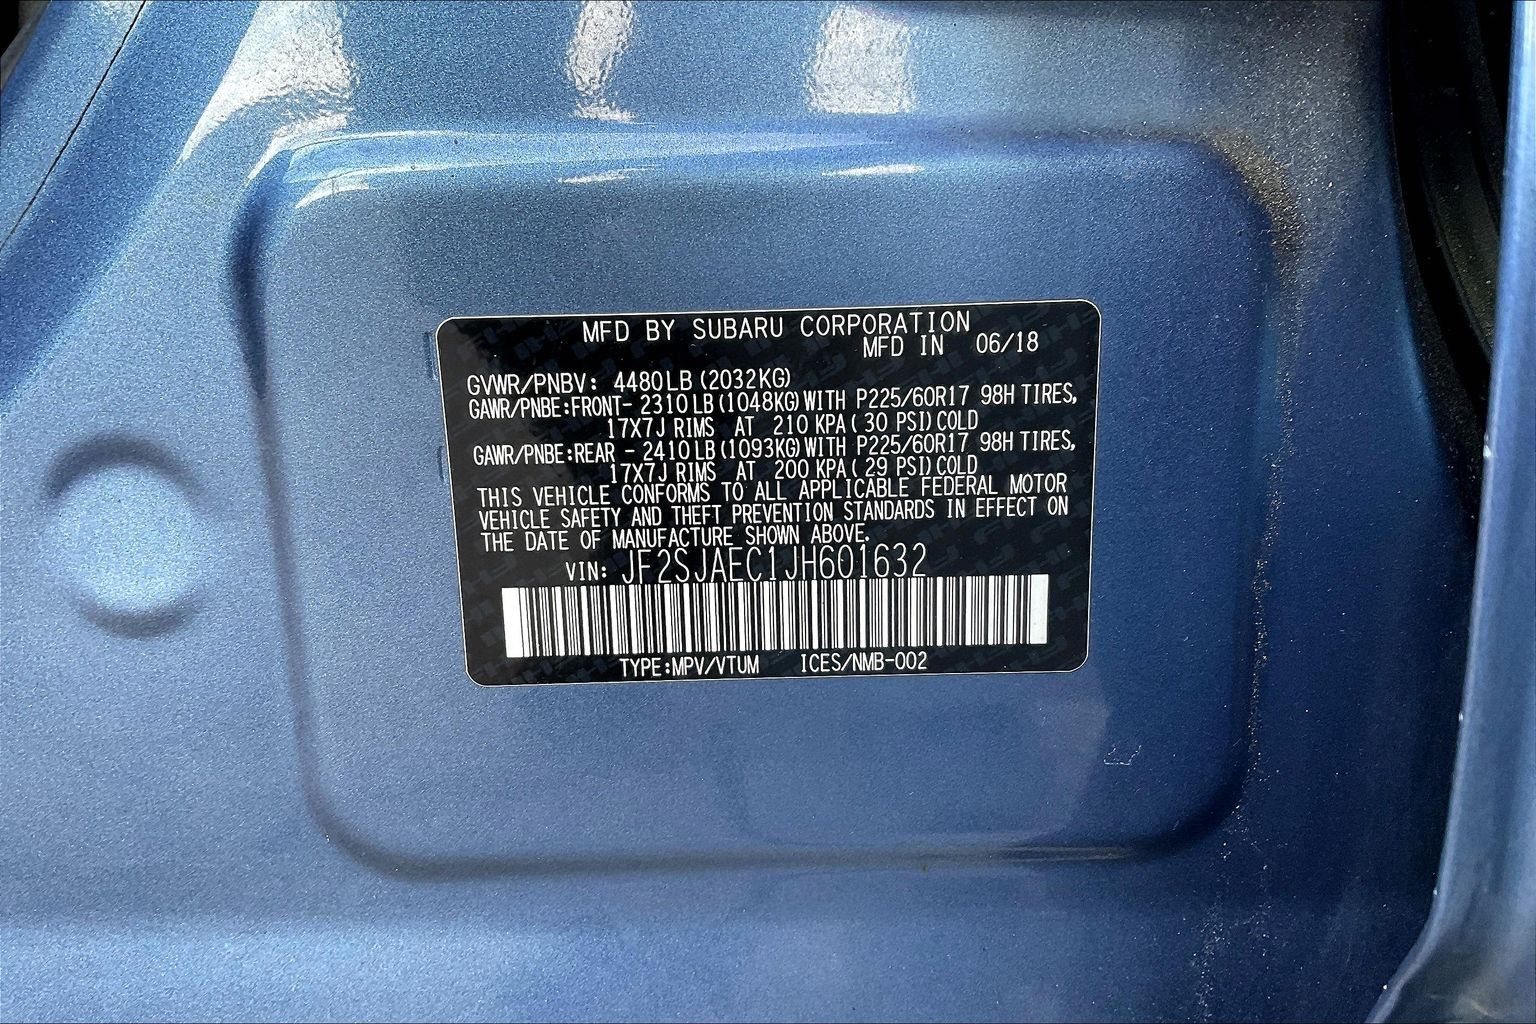 MFD BY SUBARU CORPORATION
MFD IN 06/18
GVWR/PNBV: 4480LB (2032KG)
GAWR/PNBE:FRONT- 2310LB (1048KG) WITH P225/60R17 98H TIRES,
17X7J RIMS AT 210 KPA ( 30 PSI) COLD
GAWR/PNBE:REAR - 2410LB (1093KG) WITH P225/60R17 98H TIRES,
17X7J RIMS AT 200 KPA ( 29 PSI) COLD
THIS VEHICLE CONFORMS TO ALL APPLICABLE FEDERAL MOTOR
VEHICLE SAFETY AND THEFT PREVENTION STANDARDS IN EFFECT ON
THE DATE OF MANUFACTURE SHOWN ABOVE.
VIN: JF2SJAEC1JH601632
TYPE:MPV/VTUM ICES/NMB-002